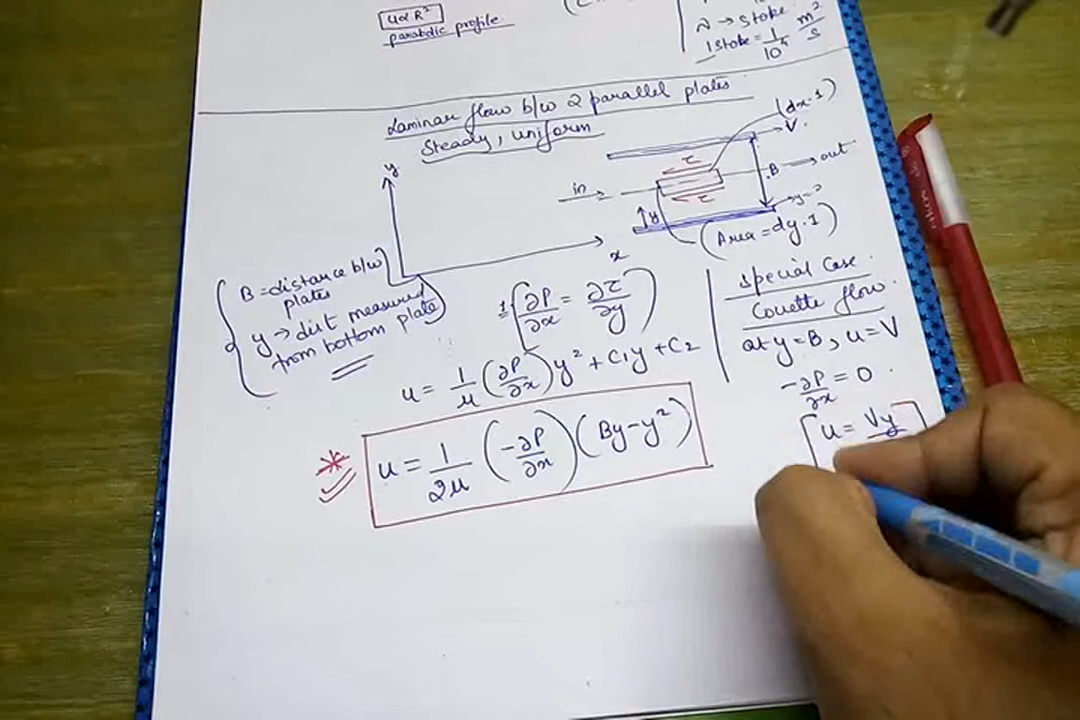 u∝R²
parabolic profile
ν → Stoke
1 Stoke = 1/10⁴ m²/s
Laminar flow b/w 2 parallel plates
Steady, uniform
(dx·1)
y
τ
V
in
B
out
τ
y
(Area = dy·1)
x
{ B = distance b/w
plates
y → dist measured
from bottom plate
{ ∂P/∂x = ∂τ/∂y }
u = 1/μ (∂P/∂x) y² + C₁y + C₂
u = 1/2μ (-∂P/∂x) (By - y²)
Special Case
Couette flow
at y=B, u=V
-∂P/∂x = 0
u = Vy